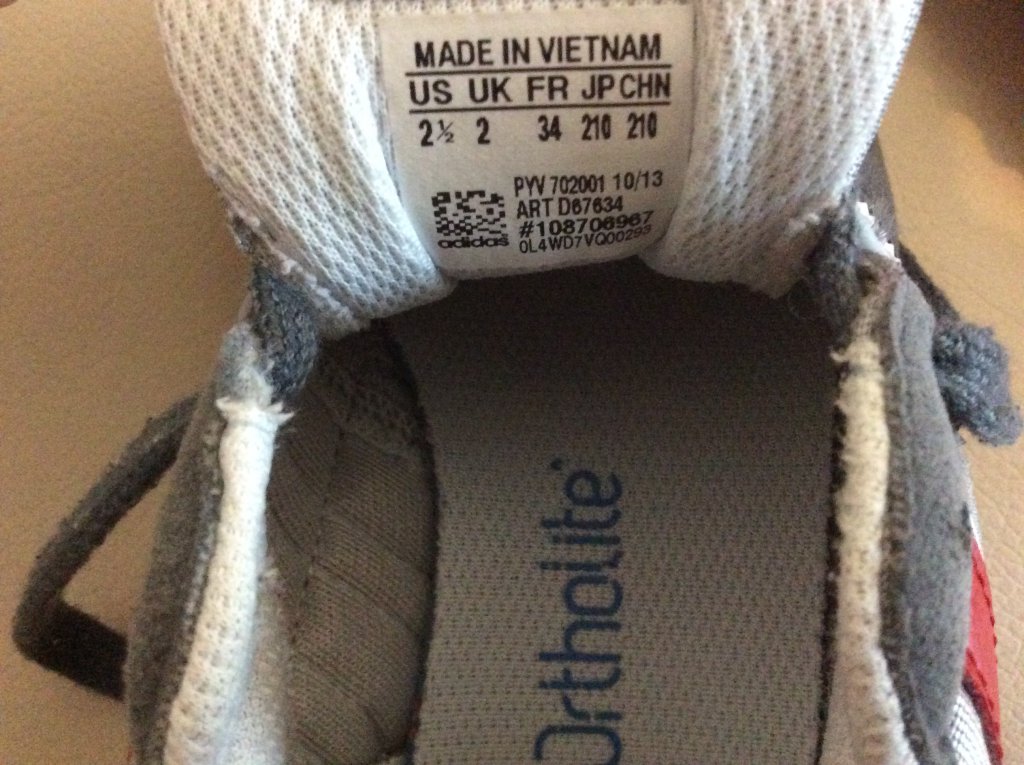 MADE IN VIETNAM
US UK FR JP CHN
2½ 2 34 210 210
PYV 702001 10/13
ART D67634
#108706967
0L4WD7VQ00293
adidas
OrthoLite